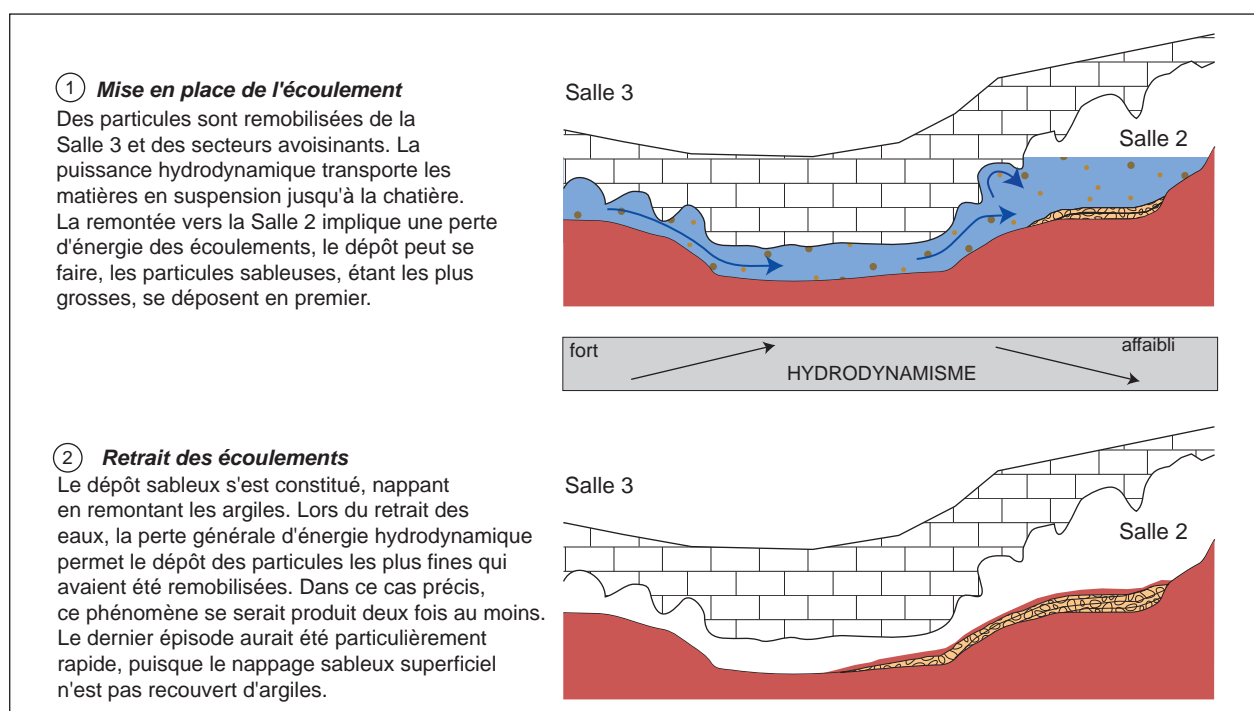 1 Mise en place de l'écoulement
Des particules sont remobilisées de la
Salle 3 et des secteurs avoisinants. La
puissance hydrodynamique transporte les
matières en suspension jusqu'à la chatière.
La remontée vers la Salle 2 implique une perte
d'énergie des écoulements, le dépôt peut se
faire, les particules sableuses, étant les plus
grosses, se déposent en premier.
Salle 3
Salle 2
fort
affaibli
HYDRODYNAMISME
2 Retrait des écoulements
Le dépôt sableux s'est constitué, nappant
en remontant les argiles. Lors du retrait des
eaux, la perte générale d'énergie hydrodynamique
permet le dépôt des particules les plus fines qui
avaient été remobilisées. Dans ce cas précis,
ce phénomène se serait produit deux fois au moins.
Le dernier épisode aurait été particulièrement
rapide, puisque le nappage sableux superficiel
n'est pas recouvert d'argiles.
Salle 3
Salle 2